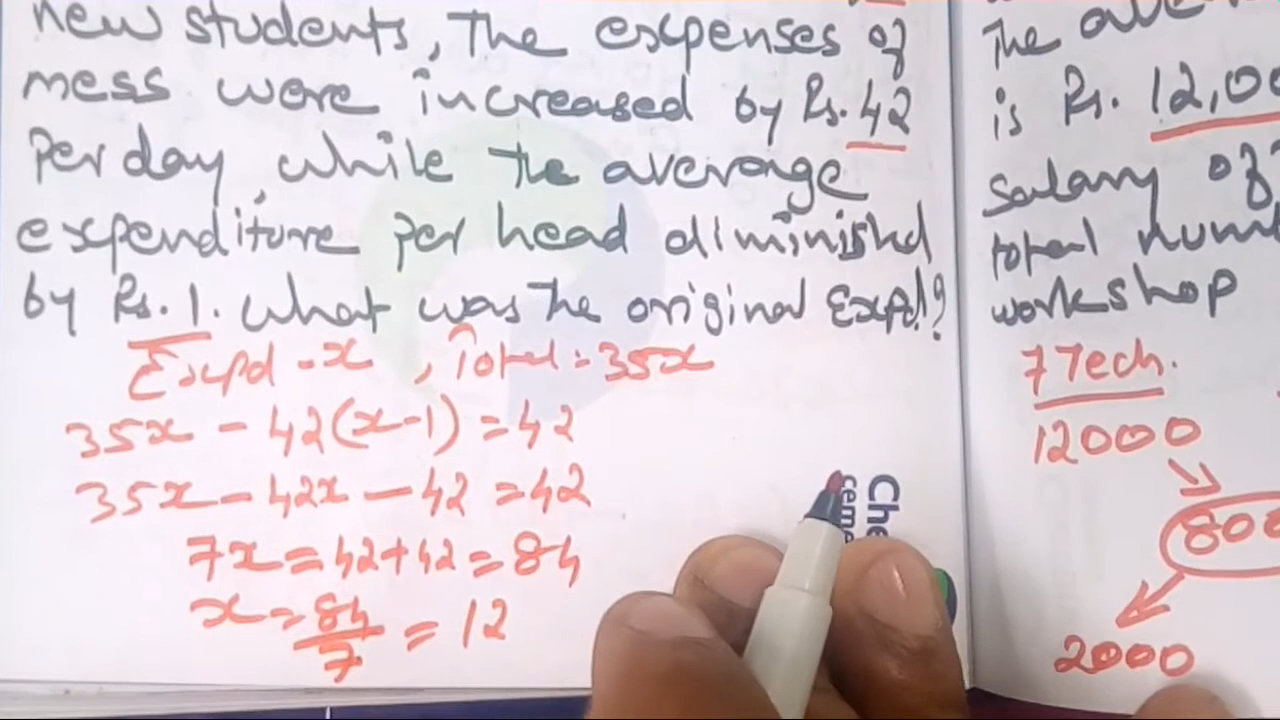 new students, The expenses of
mess were increased by Rs. 42
Per day, while the average
expenditure per head diminished
by Rs. 1. What was the original Expd?
Expd - x , Total = 35x
35x - 42(x-1) = 42
35x - 42x - 42 = 42
7x = 42+42 = 84
x = 84/7 = 12
The
is Rs. 12,00
salary of
total num
workshop
7 Tech.
12000
800
2000
Che
ceme